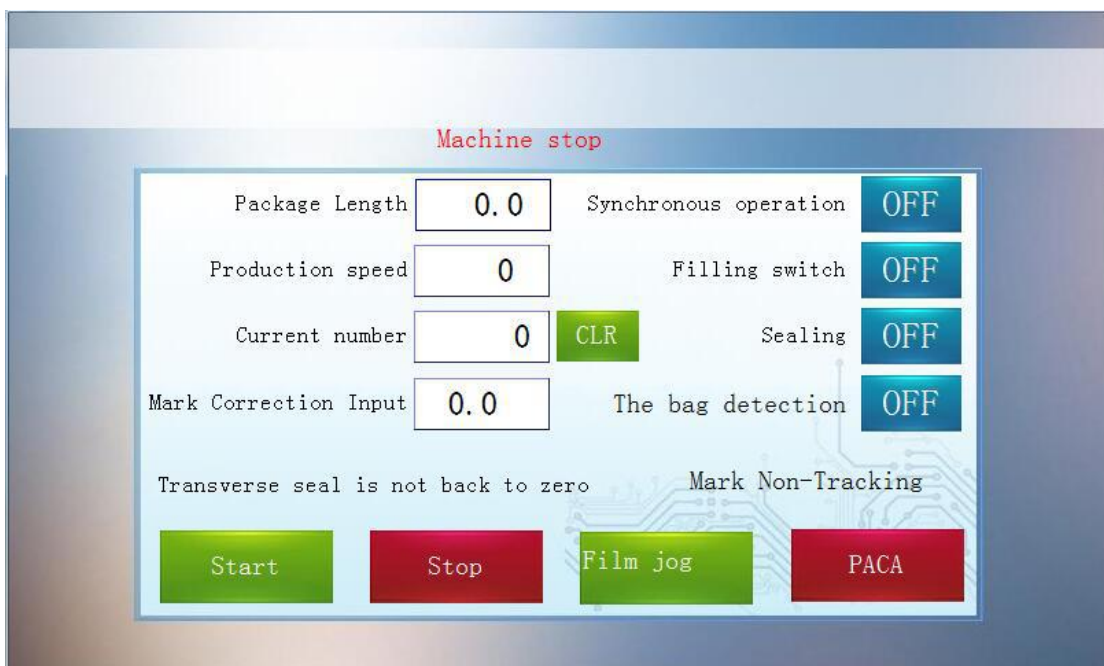 Machine stop
Package Length 0.0 Synchronous operation OFF
Production speed 0 Filling switch OFF
Current number 0 CLR Sealing OFF
Mark Correction Input 0.0 The bag detection OFF
Transverse seal is not back to zero Mark Non-Tracking
Start Stop Film jog PACA